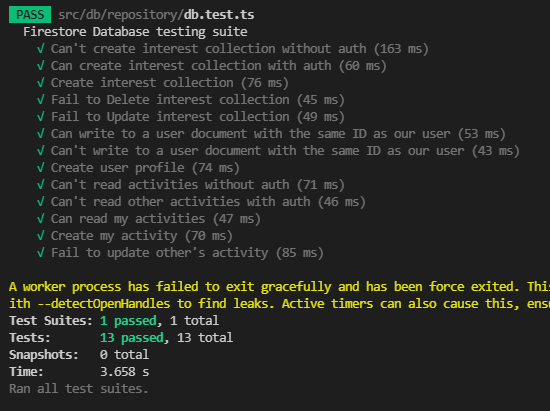 PASS src/db/repository/db.test.ts
Firestore Database testing suite
√ Can't create interest collection without auth (163 ms)
√ Can create interest collection with auth (60 ms)
√ Create interest collection (76 ms)
√ Fail to Delete interest collection (45 ms)
√ Fail to Update interest collection (49 ms)
√ Can write to a user document with the same ID as our user (53 ms)
√ Can't write to a user document with the same ID as our user (43 ms)
√ Create user profile (74 ms)
√ Can't read activities without auth (71 ms)
√ Can't read other activities with auth (46 ms)
√ Can read my activities (47 ms)
√ Create my activity (70 ms)
√ Fail to update other's activity (85 ms)
A worker process has failed to exit gracefully and has been force exited. This
ith --detectOpenHandles to find leaks. Active timers can also cause this, ensu
Test Suites: 1 passed, 1 total
Tests: 13 passed, 13 total
Snapshots: 0 total
Time: 3.658 s
Ran all test suites.